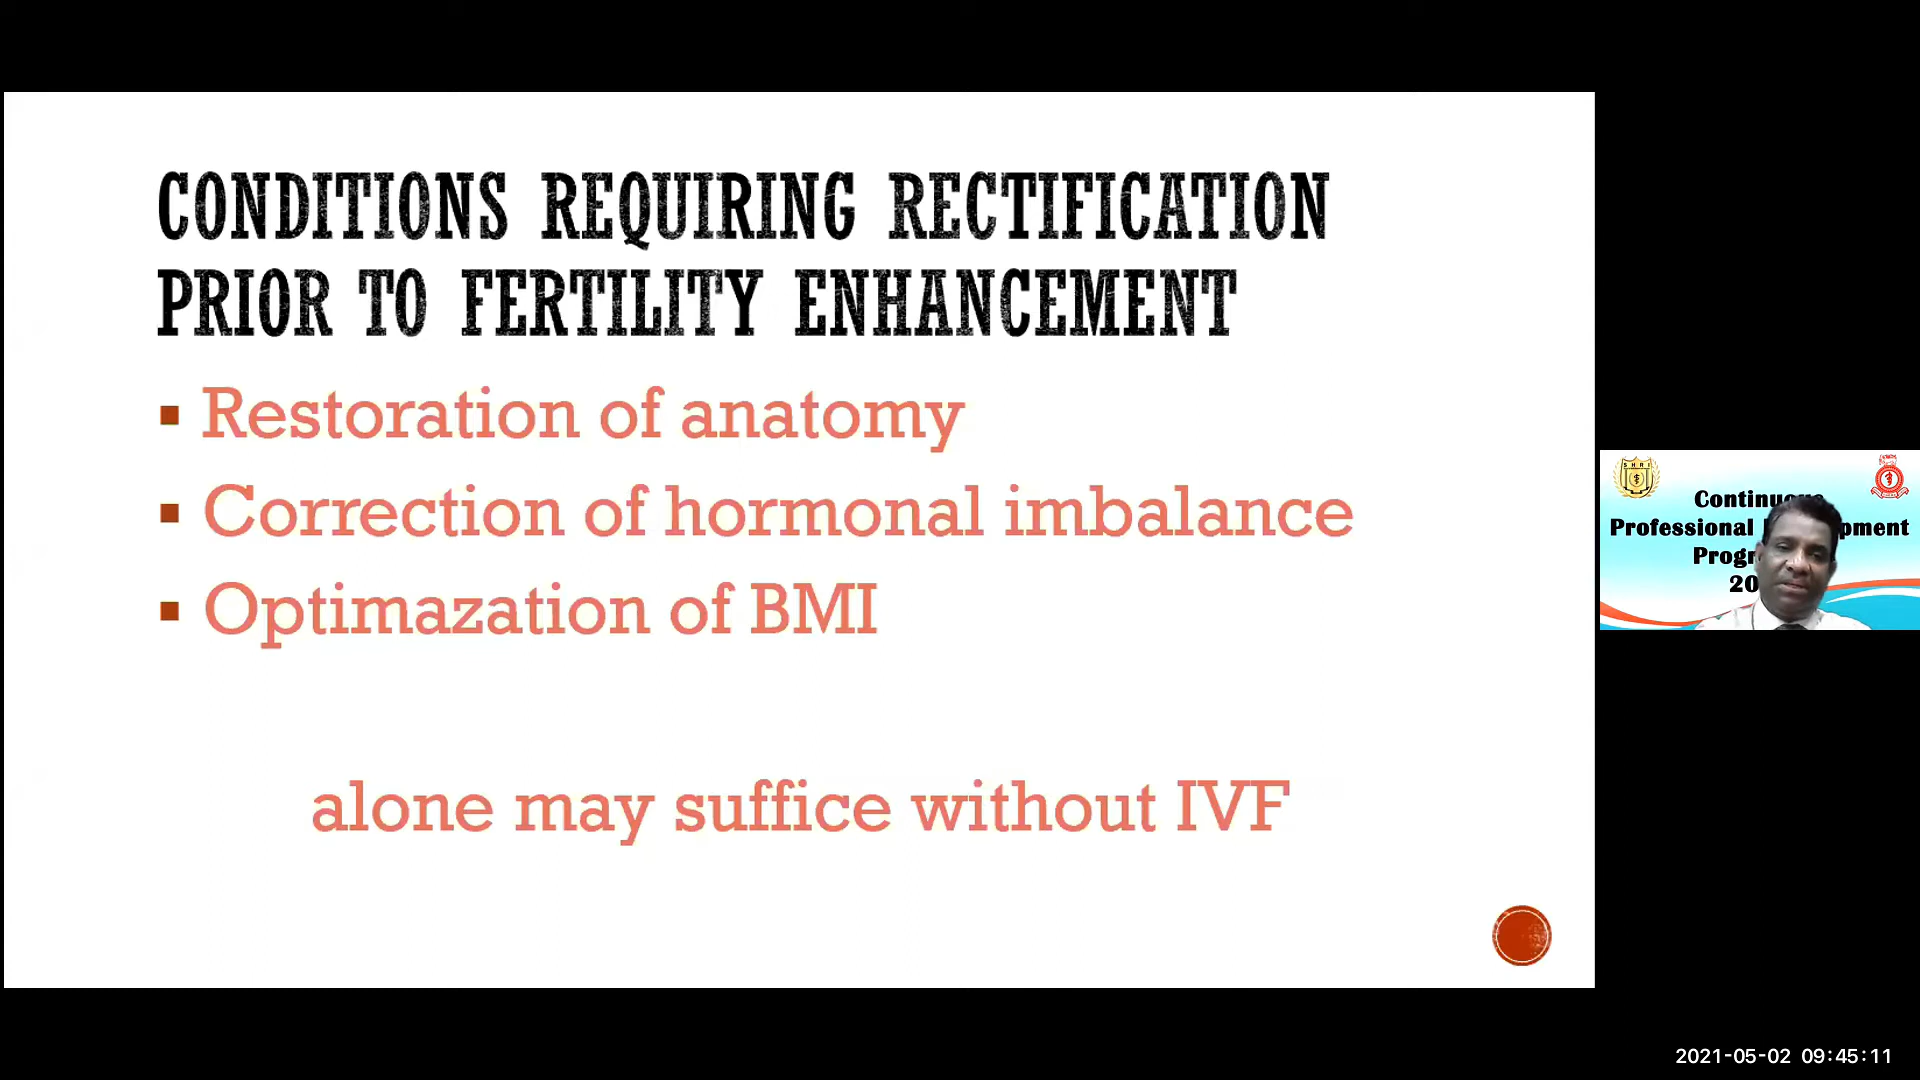 CONDITIONS REQUIRING RECTIFICATION
PRIOR TO FERTILITY ENHANCEMENT
▪ Restoration of anatomy
▪ Correction of hormonal imbalance
▪ Optimazation of BMI
alone may suffice without IVF
SHRI
Professional
2021-05-02 09:45:11